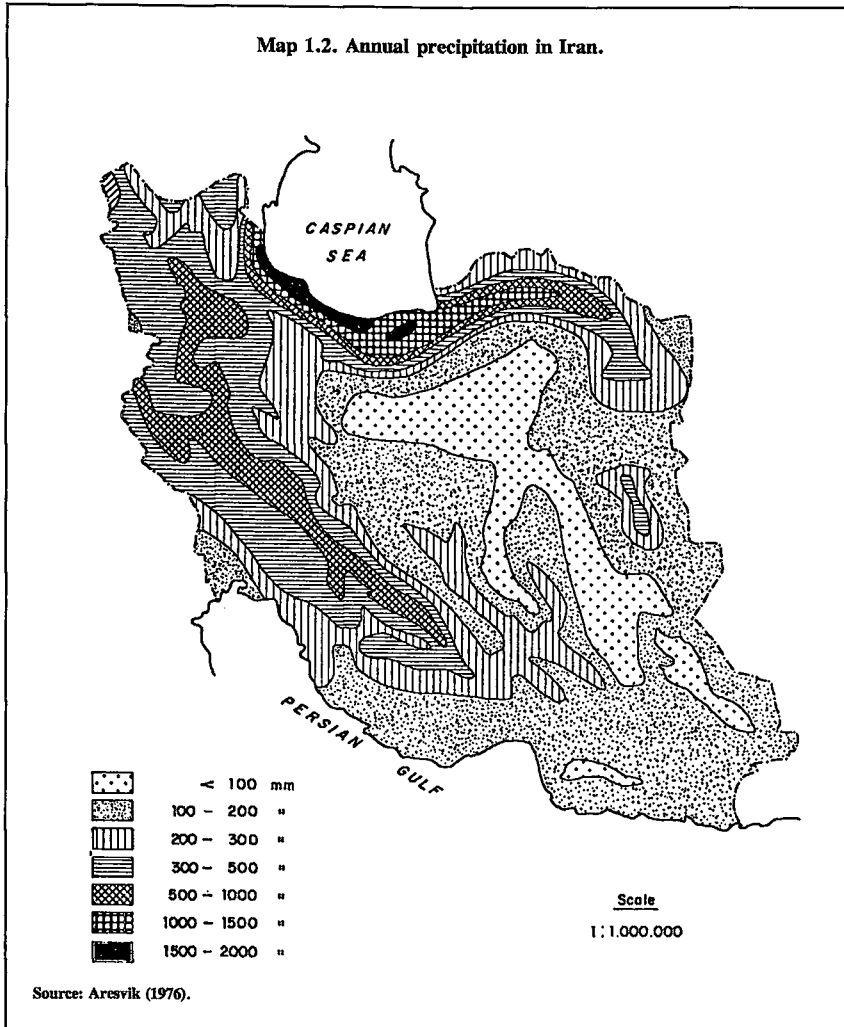 Map 1.2. Annual precipitation in Iran.
CASPIAN
SEA
PERSIAN
GULF
< 100 mm
100 - 200 "
200 - 300 "
300 - 500 "
500 - 1000 "
1000 - 1500 "
1500 - 2000 "
Scale
1:1.000.000
Source: Aresvik (1976).